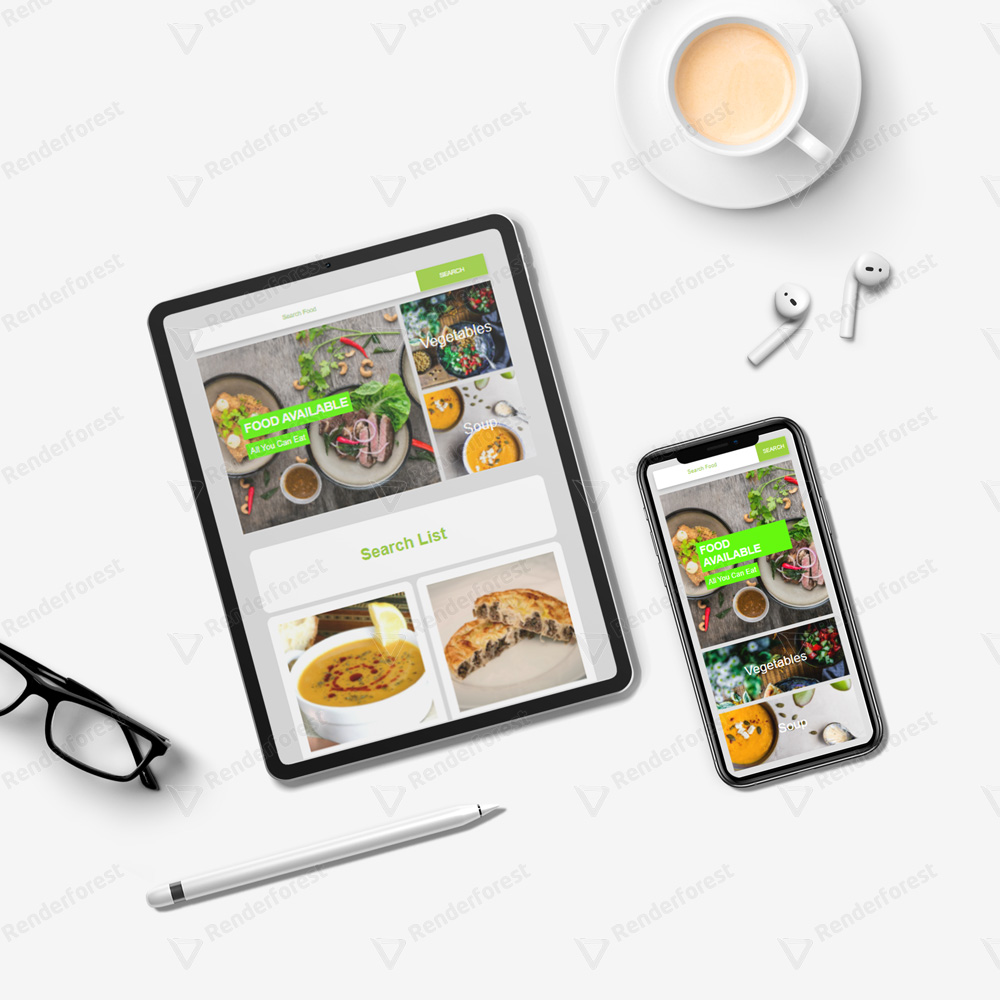 Search Food
SEARCH
Vegetables
FOOD AVAILABLE
All You Can Eat
Soup
Search List
Search Food
SEARCH
FOOD
AVAILABLE
All You Can Eat
Vegetables
Soup
Renderforest